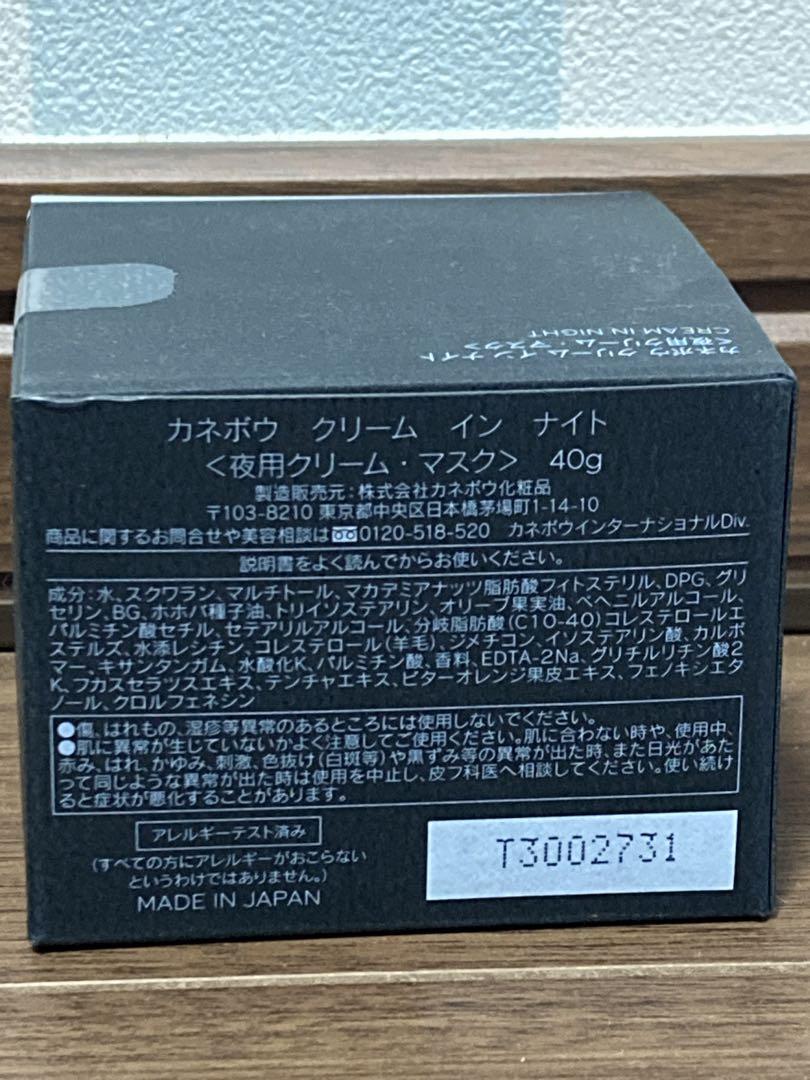 CREAM IN NIGHT
カネボウ クリーム イン ナイト
<夜用クリーム・マスク>
カネボウ クリーム イン ナイト
<夜用クリーム・マスク> 40g
製造販売元:株式会社カネボウ化粧品
〒103-8210 東京都中央区日本橋茅場町1-14-10
商品に関するお問合せや美容相談は 0120-518-520 カネボウインターナショナルDiv.
説明書をよく読んでからお使いください。
成分:水、スクワラン、マルチトール、マカデミアナッツ脂肪酸フィトステリル、DPG、グリ
セリン、BG、ホホバ種子油、トリイソステアリン、オリーブ果実油、ベヘニルアルコール、
パルミチン酸セチル、セテアリルアルコール、分岐脂肪酸(C10-40)コレステロールエ
ステルズ、水添レシチン、コレステロール(羊毛)、ジメチコン、イソステアリン酸、カルボ
マー、キサンタンガム、水酸化K、パルミチン酸、香料、EDTA-2Na、グリチルリチン酸2
K、フカスセラツスエキス、テンチャエキス、ビターオレンジ果皮エキス、フェノキシエタ
ノール、クロルフェネシン
●傷、はれもの、湿疹等異常のあるところには使用しないでください。
●肌に異常が生じていないかよく注意してご使用ください。肌に合わない時や、使用中、
赤み、はれ、かゆみ、刺激、色抜け(白斑等)や黒ずみ等の異常が出た時、また日光があた
って同じような異常が出た時は使用を中止し、皮フ科医へ相談してください。使い続け
ると症状が悪化することがあります。
アレルギーテスト済み
(すべての方にアレルギーがおこらない
というわけではありません。)
MADE IN JAPAN
T3002731